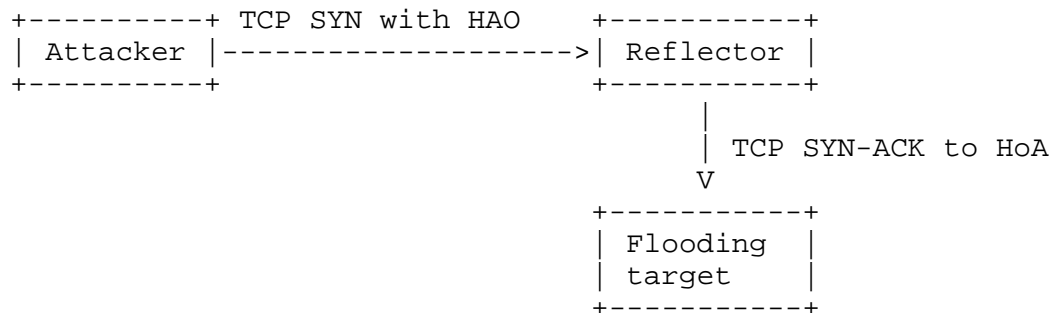 +----------+ TCP SYN with HAO +-----------+
| Attacker |-------------------->| Reflector |
+----------+ +-----------+
|
| TCP SYN-ACK to HoA
V
+-----------+
| Flooding |
| target |
+-----------+